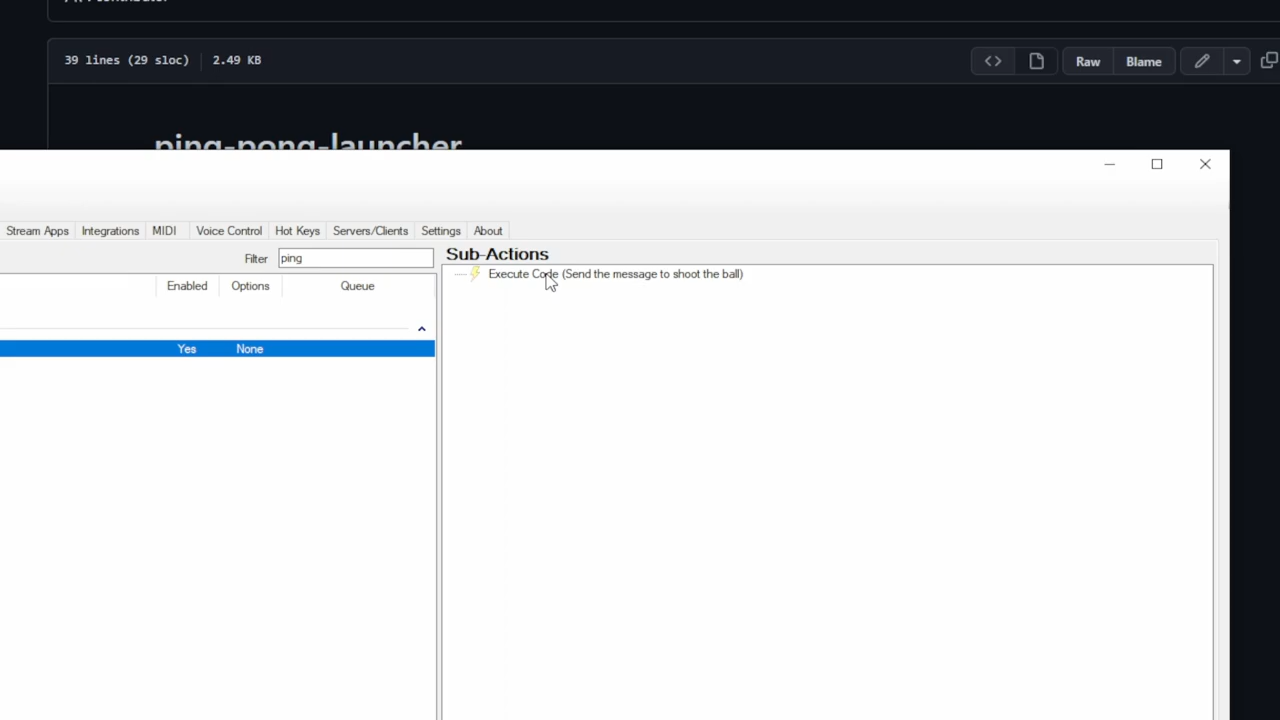 39 lines (29 sloc) 2.49 KB
Raw Blame
ping-pong-launcher
Stream Apps Integrations MIDI Voice Control Hot Keys Servers/Clients Settings About
Filter ping
Sub-Actions
Execute Code (Send the message to shoot the ball)
Enabled Options Queue
Yes None